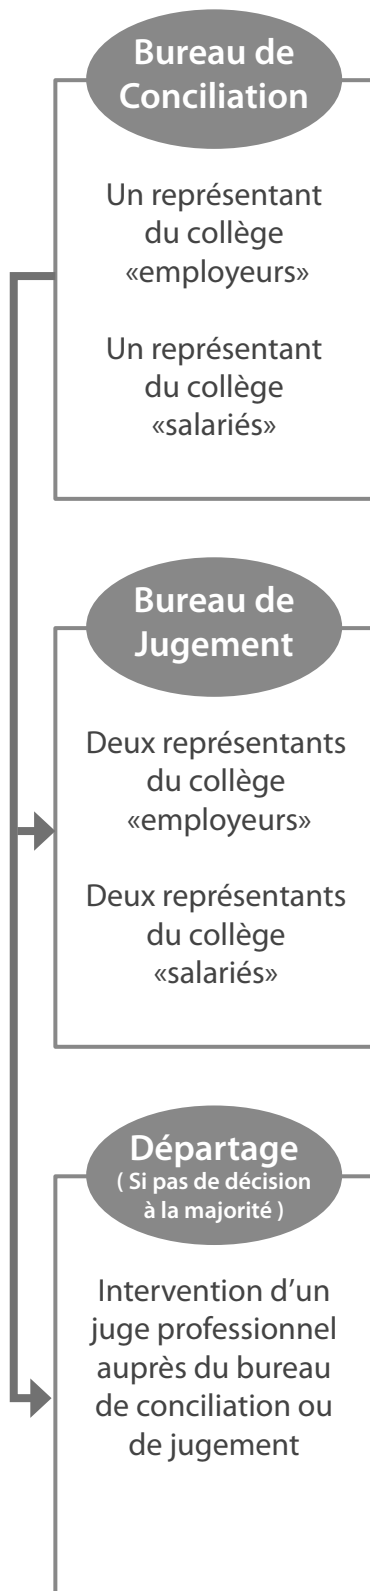 Bureau de
Conciliation
Un représentant
du collège
«employeurs»
Un représentant
du collège
«salariés»
Bureau de
Jugement
Deux représentants
du collège
«employeurs»
Deux représentants
du collège
«salariés»
Départage
( Si pas de décision
à la majorité )
Intervention d’un
juge professionnel
auprès du bureau
de conciliation ou
de jugement